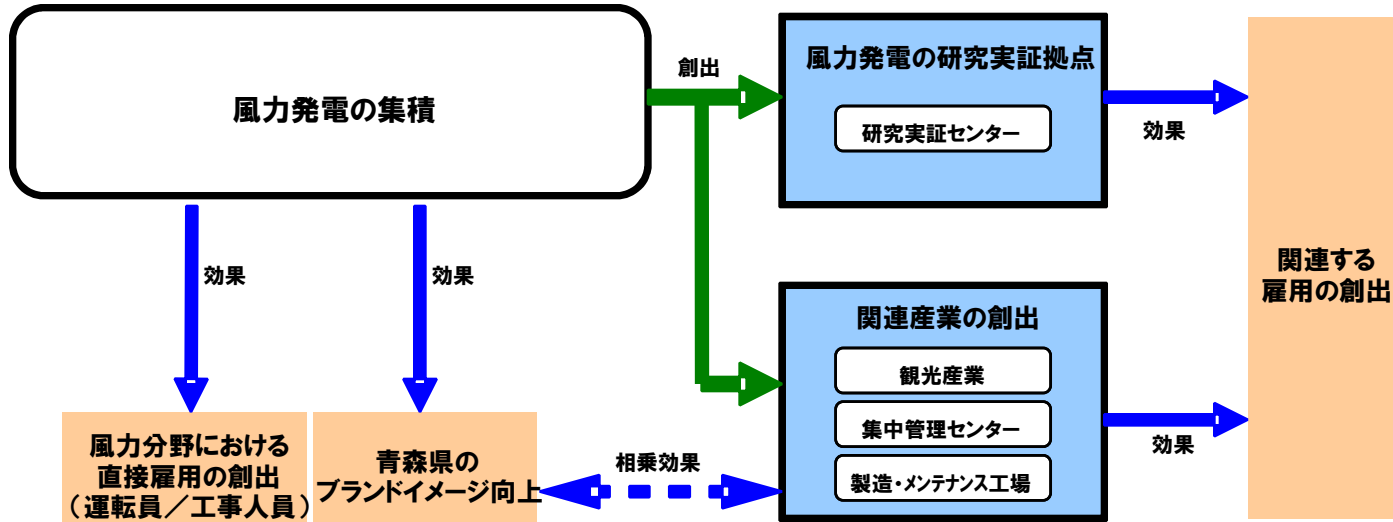 風力発電の集積
創出
風力発電の研究実証拠点
研究実証センター
効果
効果
効果
関連する
雇用の創出
関連産業の創出
観光産業
集中管理センター
製造・メンテナンス工場
効果
風力分野における
直接雇用の創出
(運転員／工事人員)
青森県の
ブランドイメージ向上
相乗効果